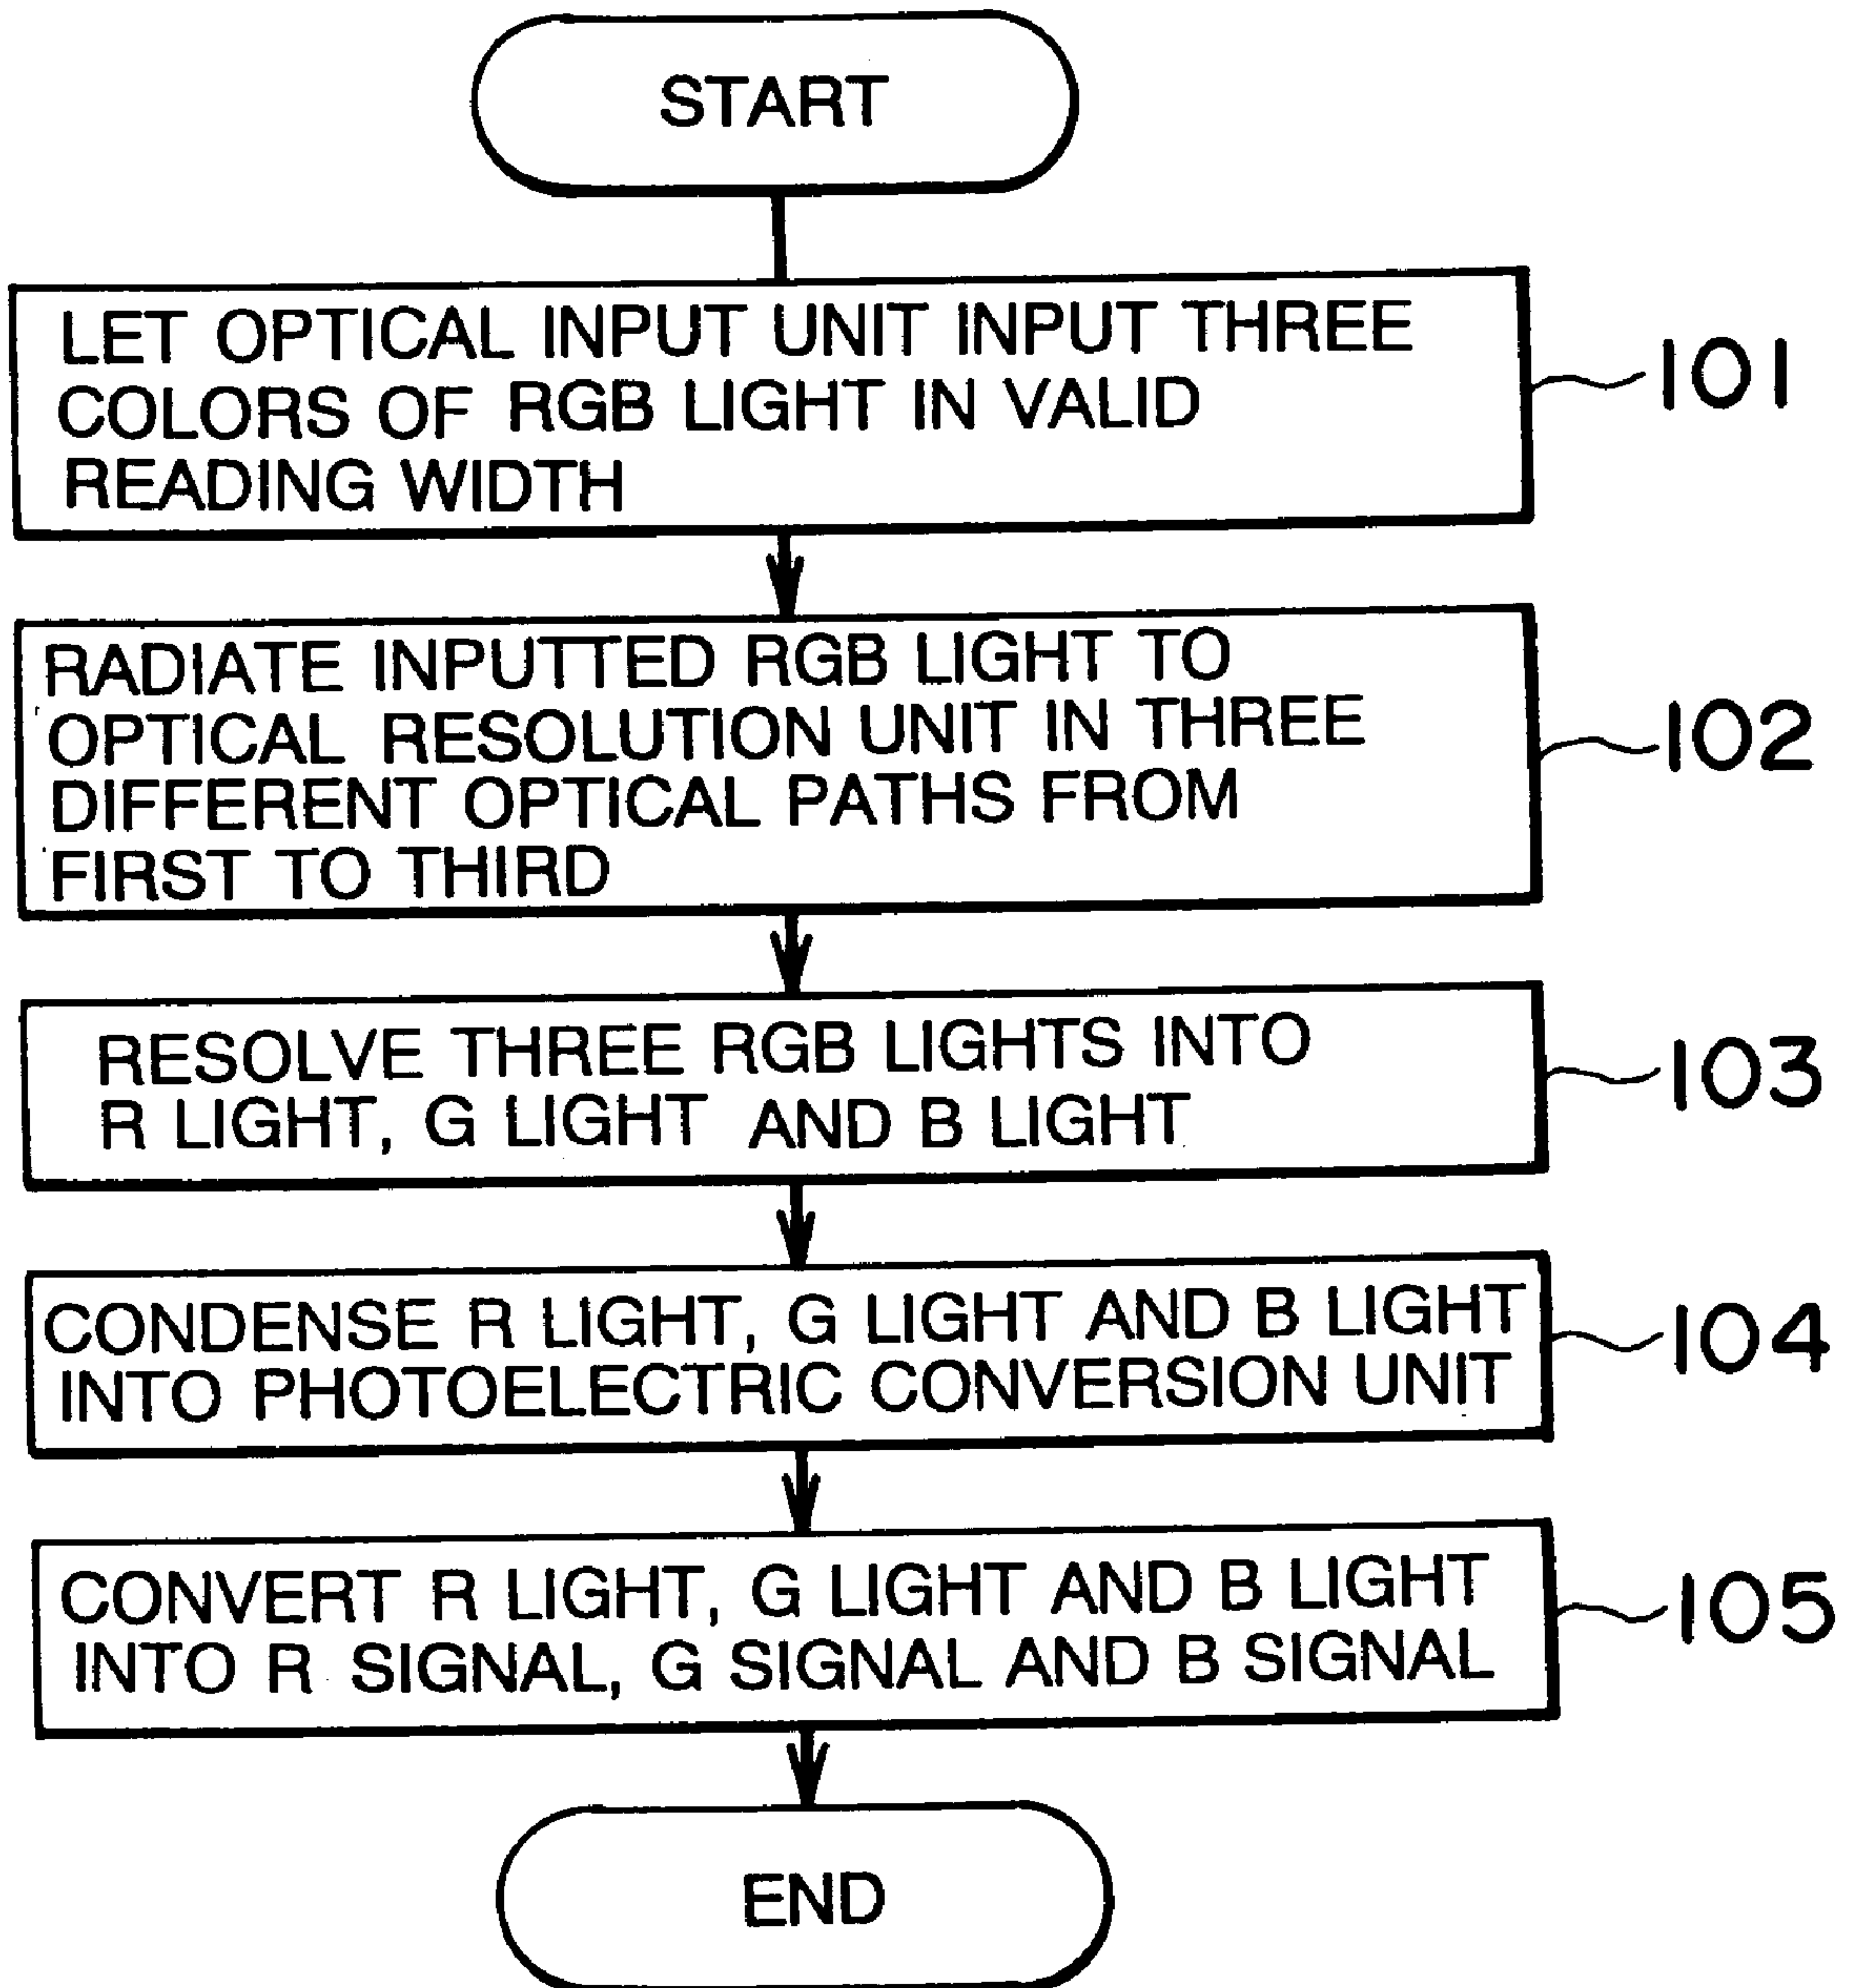 START
LET OPTICAL INPUT UNIT INPUT THREE
COLORS OF RGB LIGHT IN VALID
READING WIDTH
101
RADIATE INPUTTED RGB LIGHT TO
OPTICAL RESOLUTION UNIT IN THREE
DIFFERENT OPTICAL PATHS FROM
FIRST TO THIRD
102
RESOLVE THREE RGB LIGHTS INTO
R LIGHT, G LIGHT AND B LIGHT
103
CONDENSE R LIGHT, G LIGHT AND B LIGHT
INTO PHOTOELECTRIC CONVERSION UNIT
104
CONVERT R LIGHT, G LIGHT AND B LIGHT
INTO R SIGNAL, G SIGNAL AND B SIGNAL
105
END